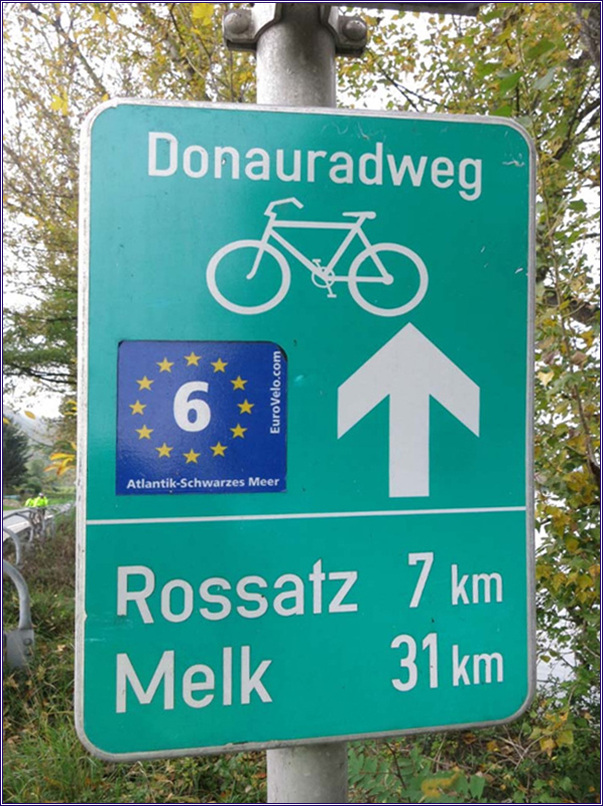 Donauradweg
6
EuroVelo.com
Atlantik-Schwarzes Meer
Rossatz 7 km
Melk 31 km